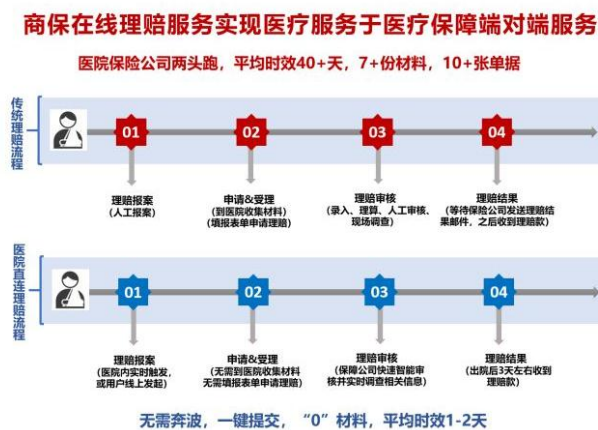 商保在线理赔服务实现医疗服务于医疗保障端对端服务
医院保险公司两头跑，平均时效40+天，7+份材料，10+张单据
传统理赔流程
01
02
03
04
理赔报案
（人工报案）
申请&受理
（到医院收集材料）
（填报表单申请理赔）
理赔审核
（录入、理算、人工审核、
现场调查）
理赔结果
（等待保险公司发送理赔结
果邮件，之后收到理赔款）
医院直连理赔流程
01
02
03
04
理赔报案
（医院内实时触发，
或用户线上发起）
申请&受理
（无需到医院收集材料
无需填报表单申请理赔）
理赔审核
（保障公司快速智能审
核并实时调查相关信息）
理赔结果
（出院后3天左右收到
理赔款）
无需奔波，一键提交，“0”材料，平均时效1-2天